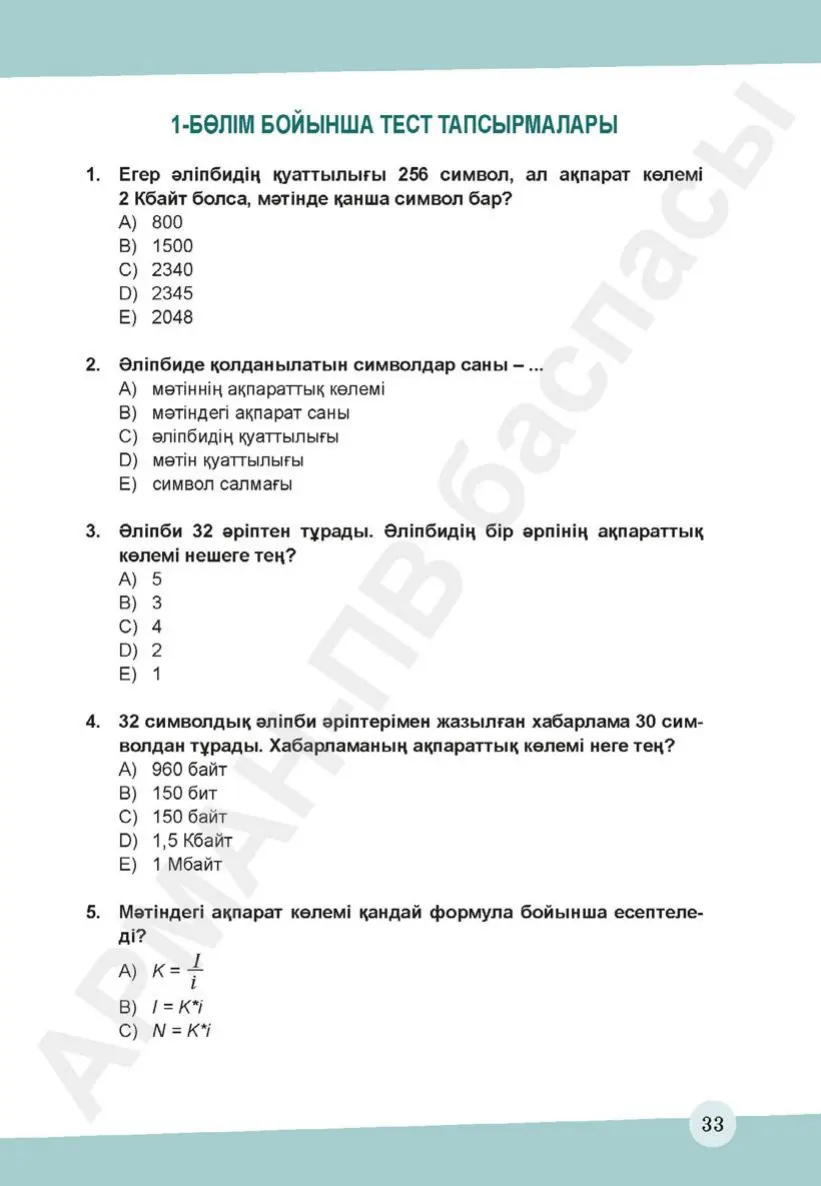 1-БӨЛІМ БОЙЫНША ТЕСТ ТАПСЫРМАЛАРЫ
1. Егер әліпбидің қуаттылығы 256 символ, ал ақпарат көлемі
2 Кбайт болса, мәтінде қанша символ бар?
A) 800
B) 1500
C) 2340
D) 2345
E) 2048
2. Әліпбиде қолданылатын символдар саны – ...
A) мәтіннің ақпараттық көлемі
B) мәтіндегі ақпарат саны
C) әліпбидің қуаттылығы
D) мәтін қуаттылығы
E) символ салмағы
3. Әліпби 32 әріптен тұрады. Әліпбидің бір әрпінің ақпараттық
көлемі нешеге тең?
A) 5
B) 3
C) 4
D) 2
E) 1
4. 32 символдық әліпби әріптерімен жазылған хабарлама 30 сим-
волдан тұрады. Хабарламаның ақпараттық көлемі неге тең?
A) 960 байт
B) 150 бит
C) 150 байт
D) 1,5 Кбайт
E) 1 Мбайт
5. Мәтіндегі ақпарат көлемі қандай формула бойынша есептеле-
ді?
A) K = I/i
B) I = K*i
C) N = K*i
33
АРМАН-ПВ баспасы